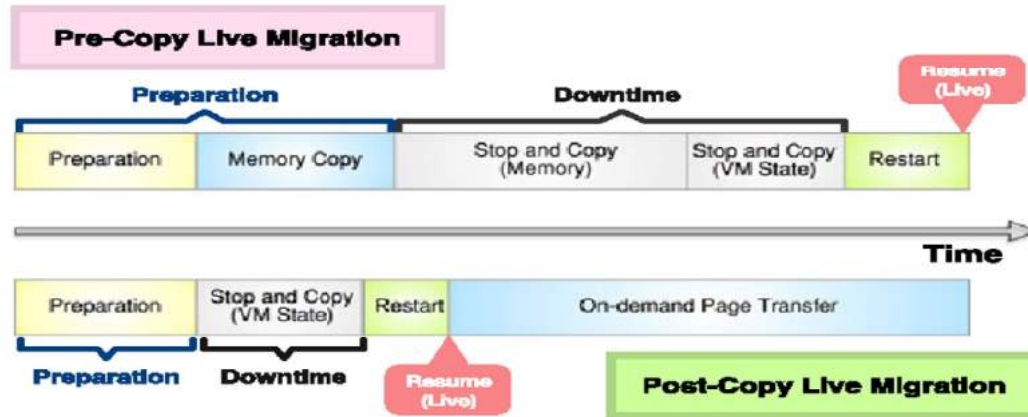 Pre-Copy Live Migration
Preparation
Downtime
Resume
(Live)
Preparation
Memory Copy
Stop and Copy
(Memory)
Stop and Copy
(VM State)
Restart
Time
Preparation
Stop and Copy
(VM State)
Restart
On-demand Page Transfer
Preparation
Downtime
Resume
(Live)
Post-Copy Live Migration